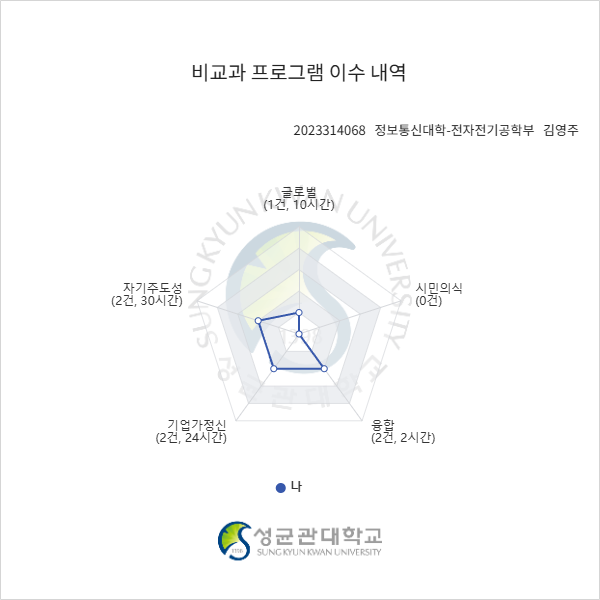 비교과 프로그램 이수 내역
2023314068 정보통신대학-전자전기공학부 김영주
글로벌
(1건, 10시간)
자기주도성
(2건, 30시간)
시민의식
(0건)
기업가정신
(2건, 24시간)
융합
(2건, 2시간)
SUNG KYUN KWAN UNIVERSITY
성균관대학교
나
성균관대학교
SUNG KYUN KWAN UNIVERSITY